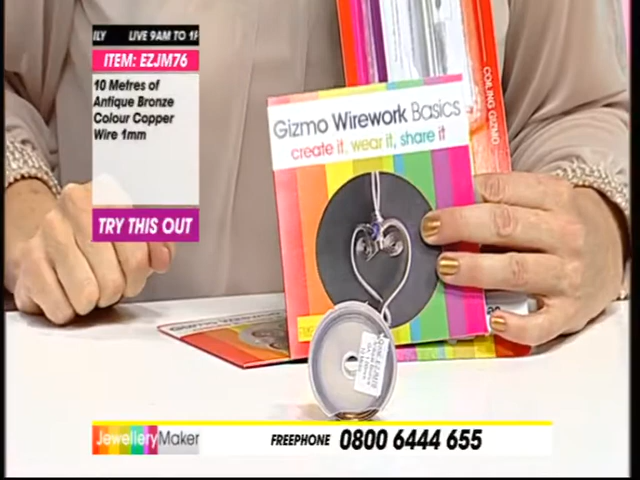 ILY LIVE 9AM TO 1
ITEM: EZJM76
10 Metres of
Antique Bronze
Colour Copper
Wire 1mm
TRY THIS OUT
COILING GIZMO
Gizmo Wirework Basics
create it, wear it, share it
JewelleryMaker
FREEPHONE 0800 6444 655